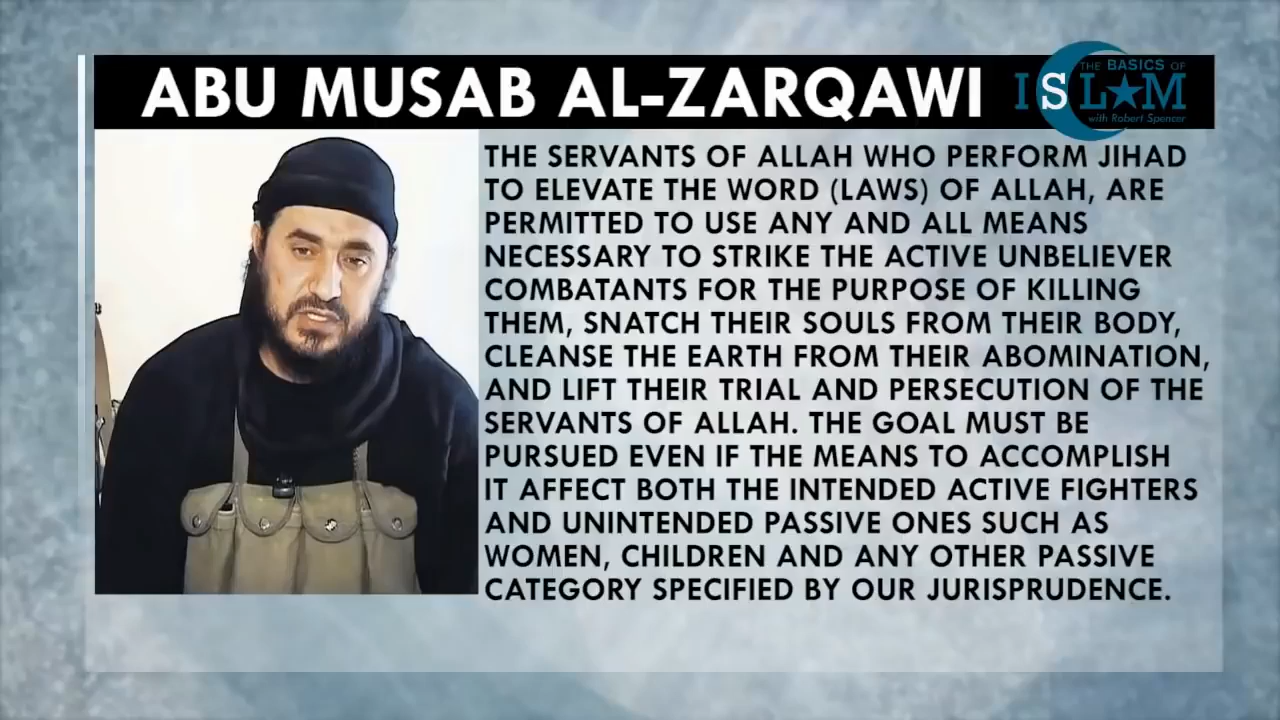 ABU MUSAB AL-ZARQAWI
THE BASICS OF
ISLAM
with Robert Spencer
THE SERVANTS OF ALLAH WHO PERFORM JIHAD
TO ELEVATE THE WORD (LAWS) OF ALLAH, ARE
PERMITTED TO USE ANY AND ALL MEANS
NECESSARY TO STRIKE THE ACTIVE UNBELIEVER
COMBATANTS FOR THE PURPOSE OF KILLING
THEM, SNATCH THEIR SOULS FROM THEIR BODY,
CLEANSE THE EARTH FROM THEIR ABOMINATION,
AND LIFT THEIR TRIAL AND PERSECUTION OF THE
SERVANTS OF ALLAH. THE GOAL MUST BE
PURSUED EVEN IF THE MEANS TO ACCOMPLISH
IT AFFECT BOTH THE INTENDED ACTIVE FIGHTERS
AND UNINTENDED PASSIVE ONES SUCH AS
WOMEN, CHILDREN AND ANY OTHER PASSIVE
CATEGORY SPECIFIED BY OUR JURISPRUDENCE.